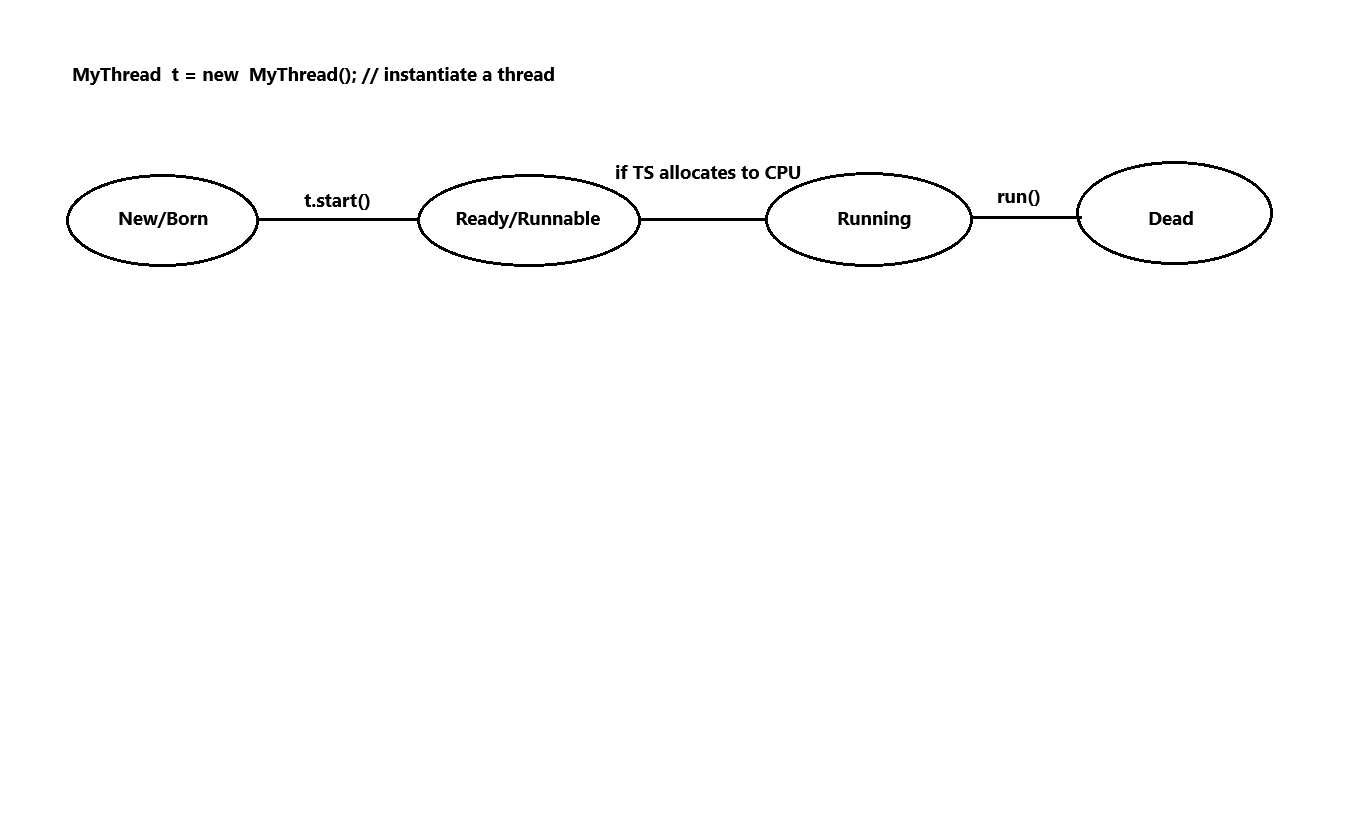 MyThread t = new MyThread(); // instantiate a thread
if TS allocates to CPU
t.start()
run()
New/Born
Ready/Runnable
Running
Dead